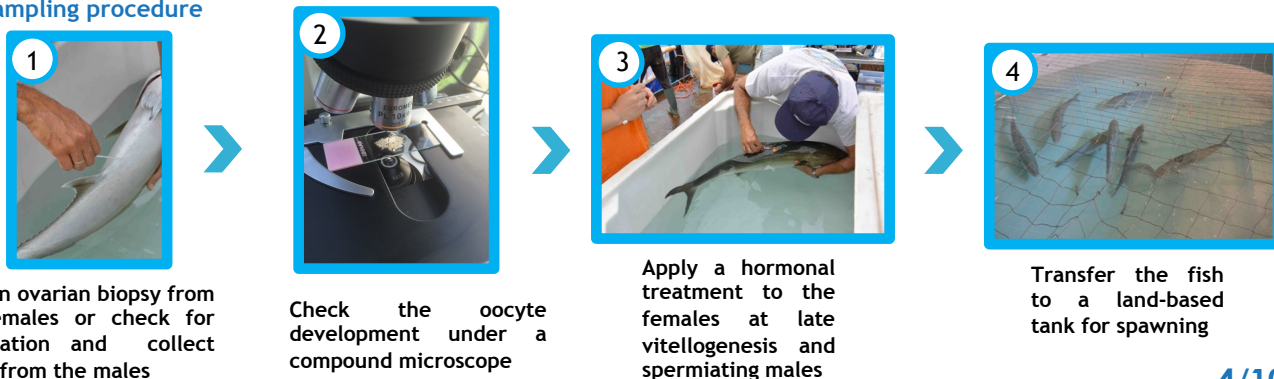 ampling procedure
1
2
3
4
n ovarian biopsy from
emales or check for
ation and collect
from the males
Check the oocyte
development under a
compound microscope
Apply a hormonal
treatment to the
females at late
vitellogenesis and
spermiating males
Transfer the fish
to a land-based
tank for spawning